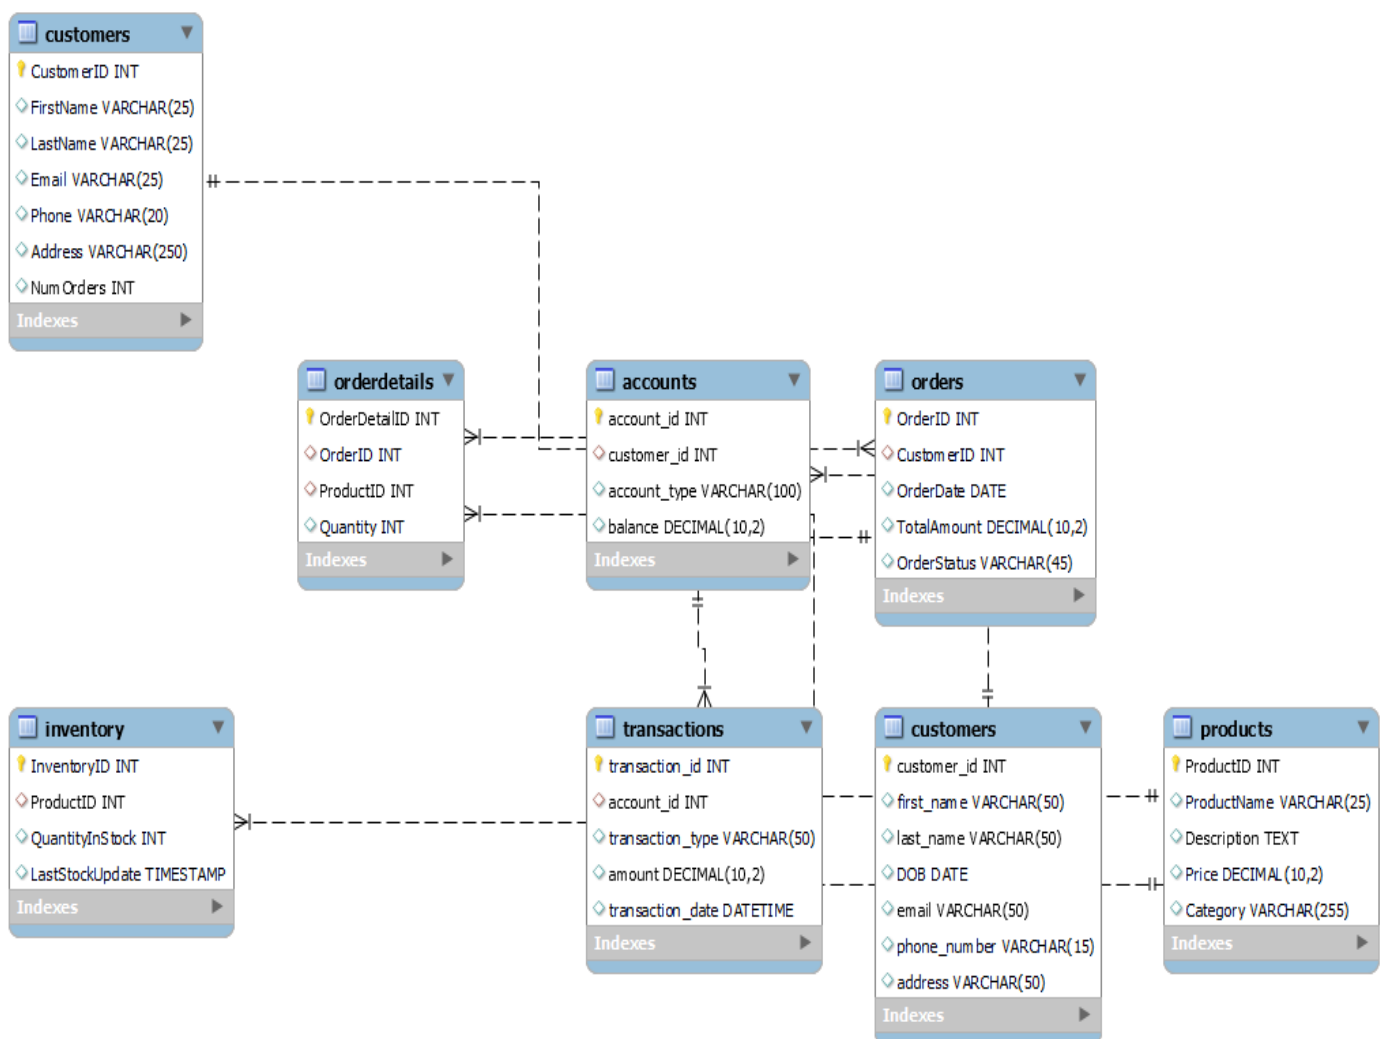 customers
CustomerID INT
FirstName VARCHAR(25)
LastName VARCHAR(25)
Email VARCHAR(25)
Phone VARCHAR(20)
Address VARCHAR(250)
NumOrders INT
Indexes
orderdetails
OrderDetailID INT
OrderID INT
ProductID INT
Quantity INT
Indexes
accounts
account_id INT
customer_id INT
account_type VARCHAR(100)
balance DECIMAL(10,2)
Indexes
orders
OrderID INT
CustomerID INT
OrderDate DATE
TotalAmount DECIMAL(10,2)
OrderStatus VARCHAR(45)
Indexes
inventory
InventoryID INT
ProductID INT
QuantityInStock INT
LastStockUpdate TIMESTAMP
Indexes
transactions
transaction_id INT
account_id INT
transaction_type VARCHAR(50)
amount DECIMAL(10,2)
transaction_date DATETIME
Indexes
customers
customer_id INT
first_name VARCHAR(50)
last_name VARCHAR(50)
DOB DATE
email VARCHAR(50)
phone_number VARCHAR(15)
address VARCHAR(50)
Indexes
products
ProductID INT
ProductName VARCHAR(25)
Description TEXT
Price DECIMAL(10,2)
Category VARCHAR(255)
Indexes